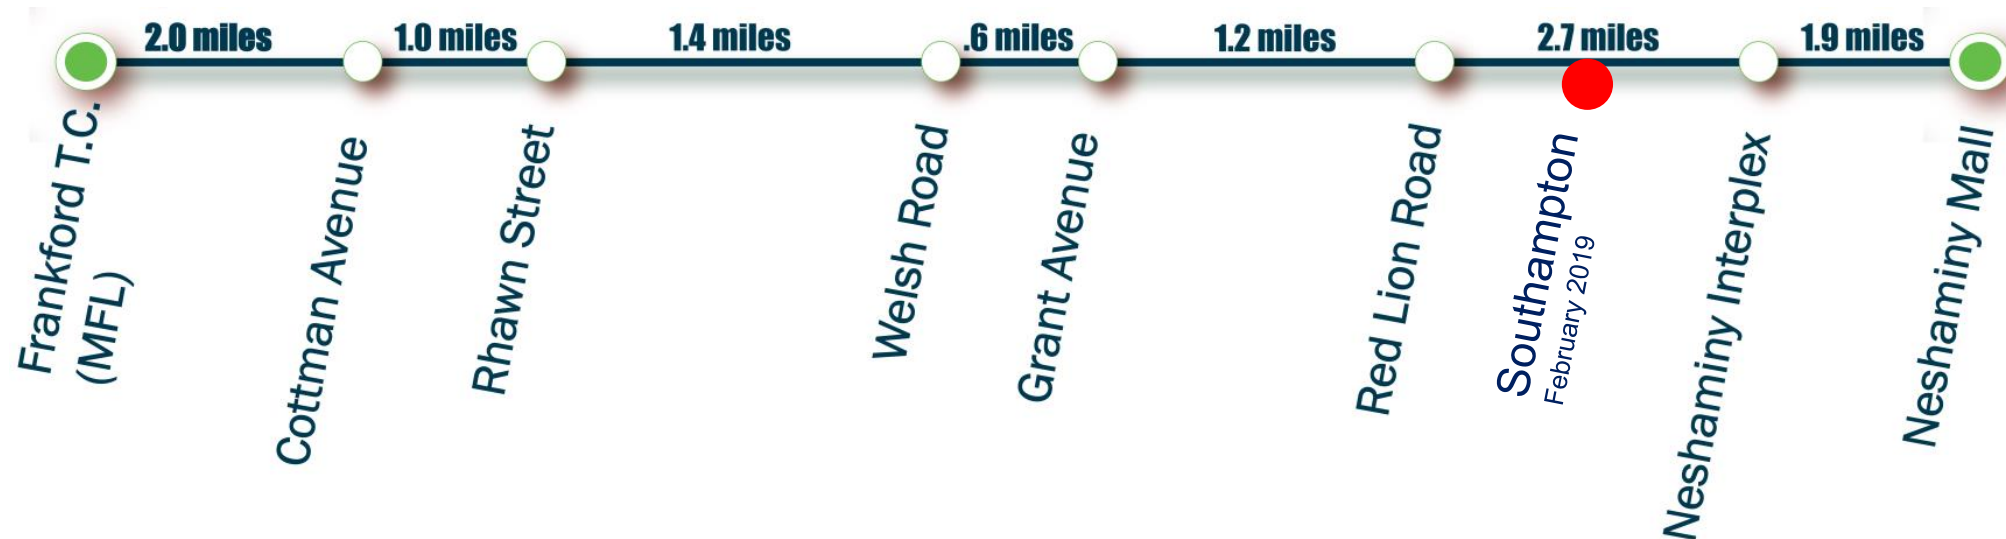 2.0 miles
1.0 miles
1.4 miles
.6 miles
1.2 miles
2.7 miles
1.9 miles
Frankford T.C.
(MFL)
Cottman Avenue
Rhawn Street
Welsh Road
Grant Avenue
Red Lion Road
Southampton
February 2019
Neshaminy Interplex
Neshaminy Mall